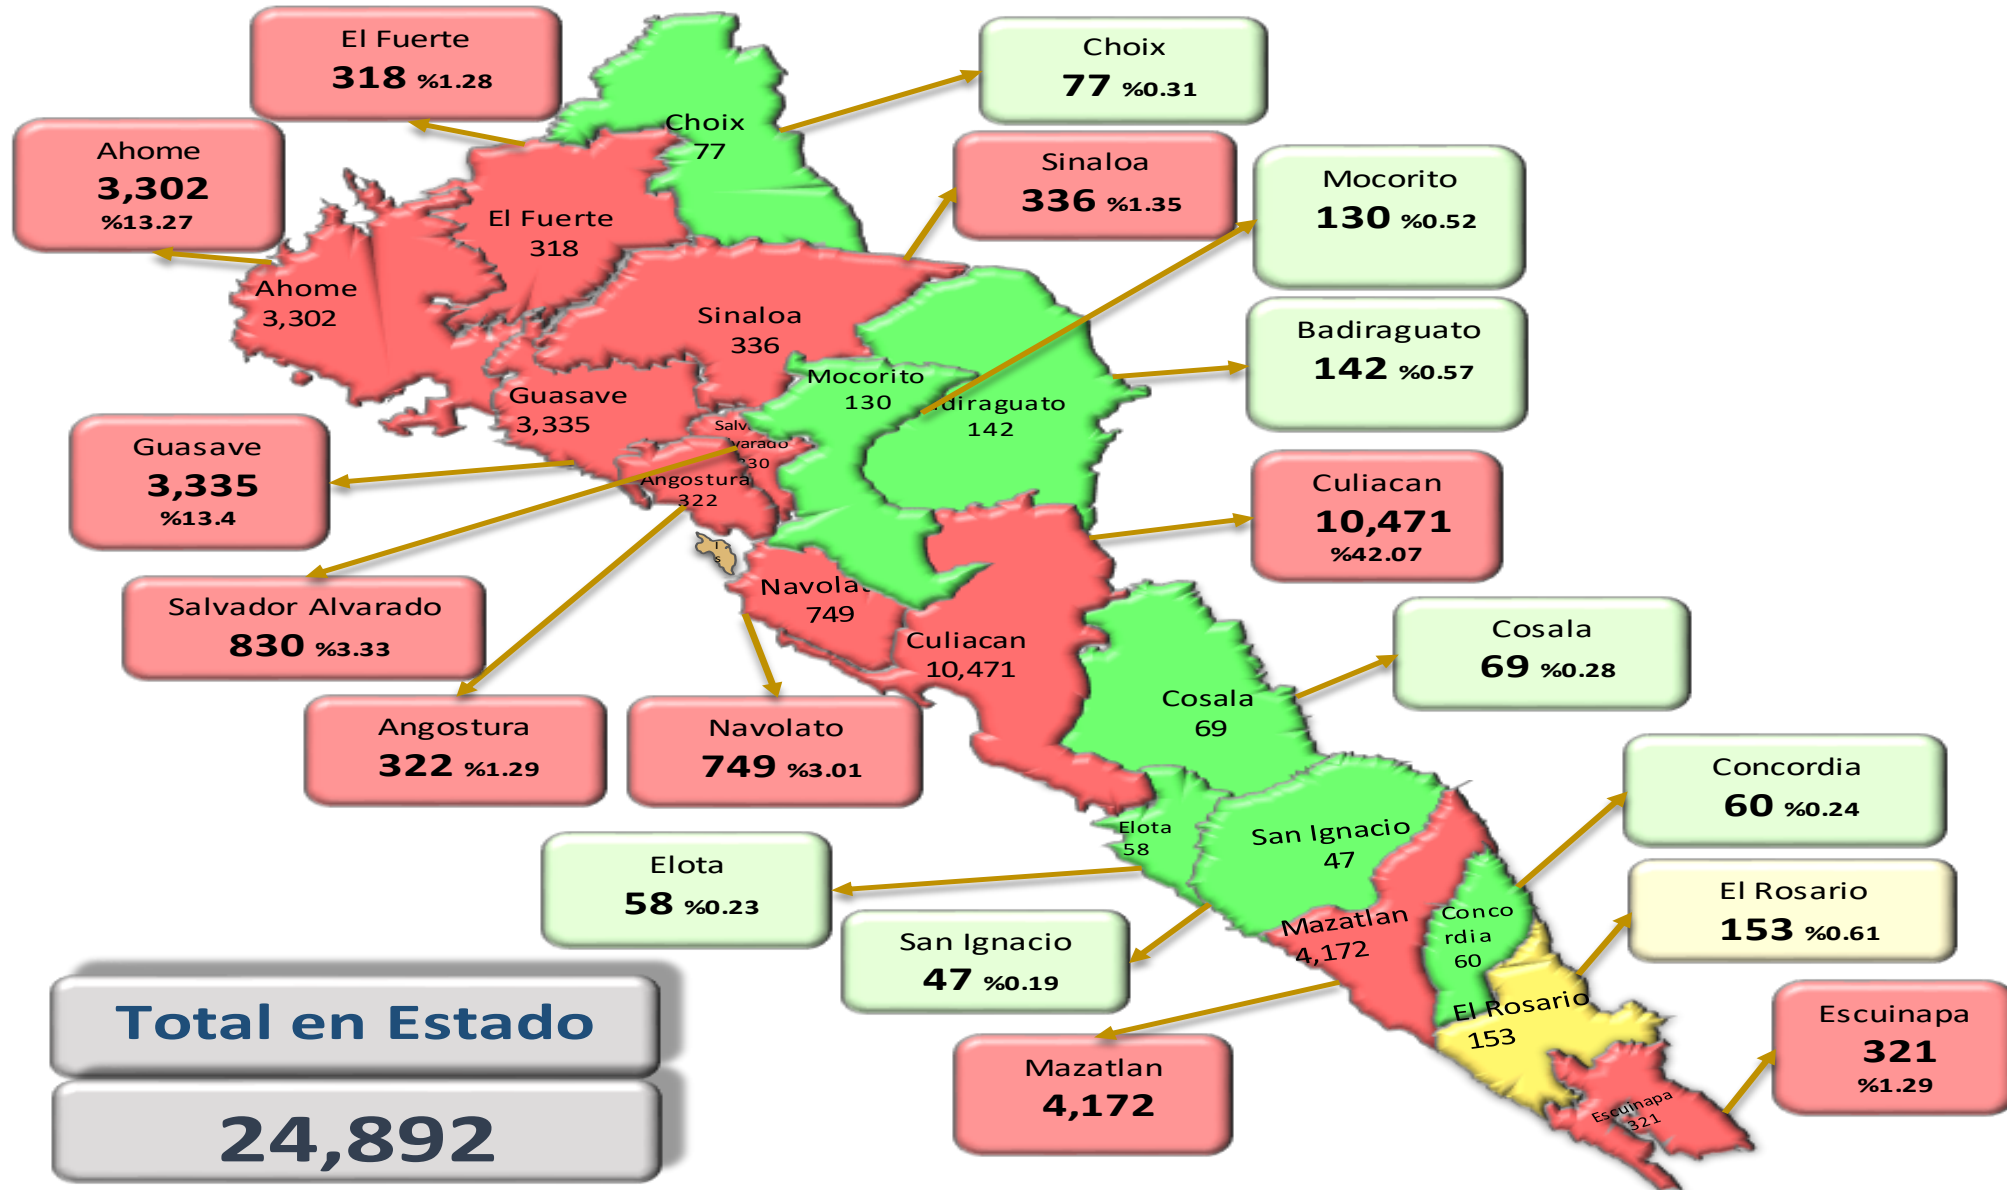 El Fuerte
318 %1.28
Choix
77 %0.31
Ahome
3,302
%13.27
Sinaloa
336 %1.35
Mocorito
130 %0.52
Badiraguato
142 %0.57
Guasave
3,335
%13.4
Culiacan
10,471
%42.07
Salvador Alvarado
830 %3.33
Angostura
322 %1.29
Navolato
749 %3.01
Cosala
69 %0.28
Concordia
60 %0.24
Elota
58 %0.23
El Rosario
153 %0.61
San Ignacio
47 %0.19
Mazatlan
4,172
Escuinapa
321
%1.29
Choix
77
El Fuerte
318
Ahome
3,302
Sinaloa
336
Mocorito
130
diraguato
142
Guasave
3,335
Salv
varado
330
Angostura
322
Navolat
749
Culiacan
10,471
Cosala
69
Elota
58
San Ignacio
47
Mazatlan
4,172
Conco
rdia
60
El Rosario
153
Escuinapa
321
Total en Estado
24,892